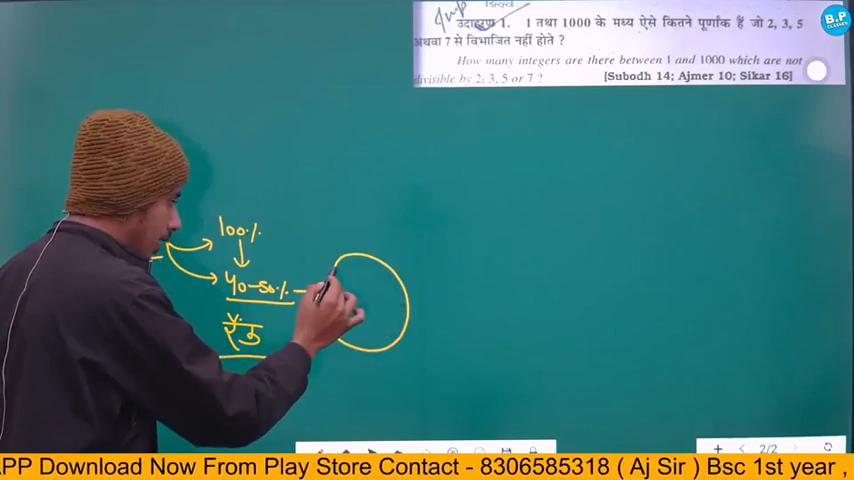 Imp
उदाहरण 1. 1 तथा 1000 के मध्य ऐसे कितने पूर्णांक हैं जो 2, 3, 5
अथवा 7 से विभाजित नहीं होते ?
How many integers are there between 1 and 1000 which are not
divisible by 2, 3, 5 or 7 ?
[Subodh 14; Ajmer 10; Sikar 16]
B.P
CLASSES
100%
40-50%
2/2
APP Download Now From Play Store Contact - 8306585318 ( Aj Sir ) Bsc 1st year ,